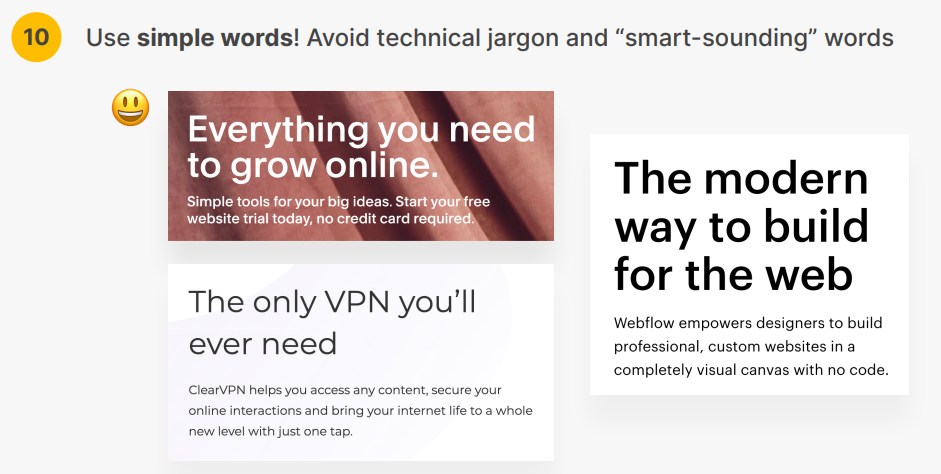 10
Use simple words! Avoid technical jargon and “smart-sounding” words
Everything you need
to grow online.
Simple tools for your big ideas. Start your free
website trial today, no credit card required.
The modern
way to build
for the web
Webflow empowers designers to build
professional, custom websites in a
completely visual canvas with no code.
The only VPN you’ll
ever need
ClearVPN helps you access any content, secure your
online interactions and bring your internet life to a whole
new level with just one tap.